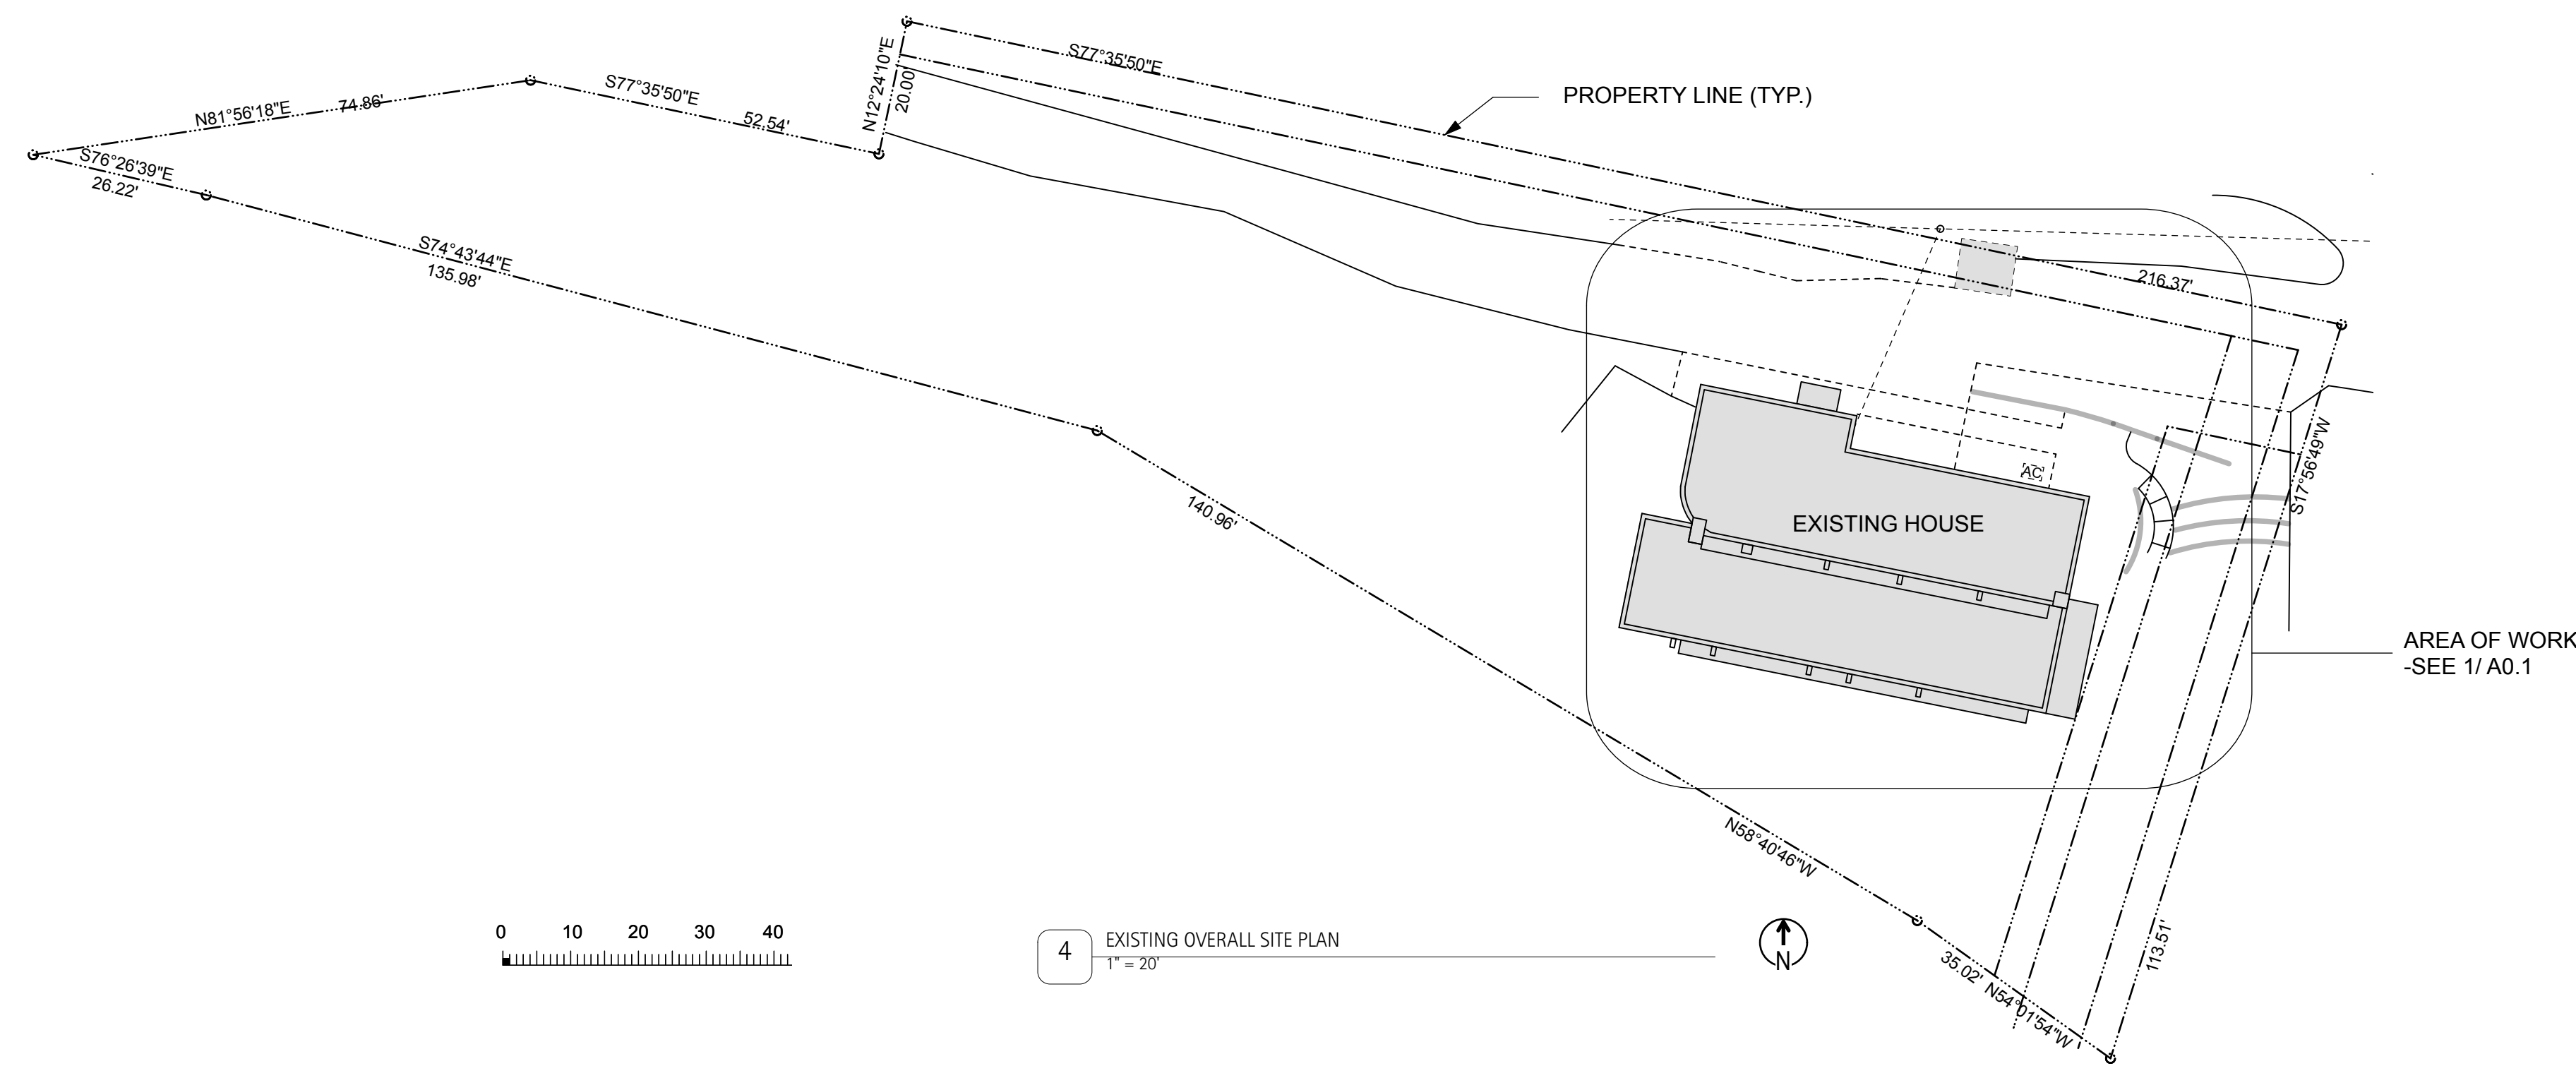 S77°35'50"E
PROPERTY LINE (TYP.)
N12°24'10"E
20.00'
S77°35'50"E
52.54'
N81°56'18"E
74.86'
S76°26'39"E
26.22'
S74°43'44"E
135.98'
216.37'
S17°56'49"W
AC
EXISTING HOUSE
140.96'
AREA OF WORK
-SEE 1/ A0.1
N58°40'46"W
35.02'
N54°01'54"W
113.51'
0 10 20 30 40
4
EXISTING OVERALL SITE PLAN
1" = 20'
N